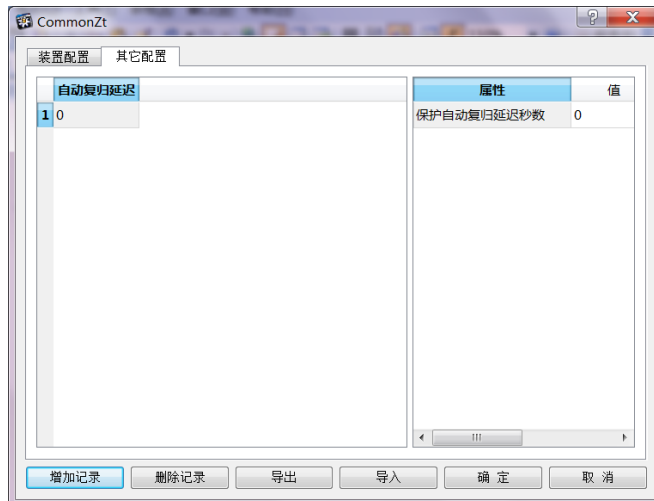 CommonZt
装置配置 其它配置
自动复归延迟 属性 值
1 0 保护自动复归延迟秒数 0
增加记录 删除记录 导出 导入 确 定 取 消